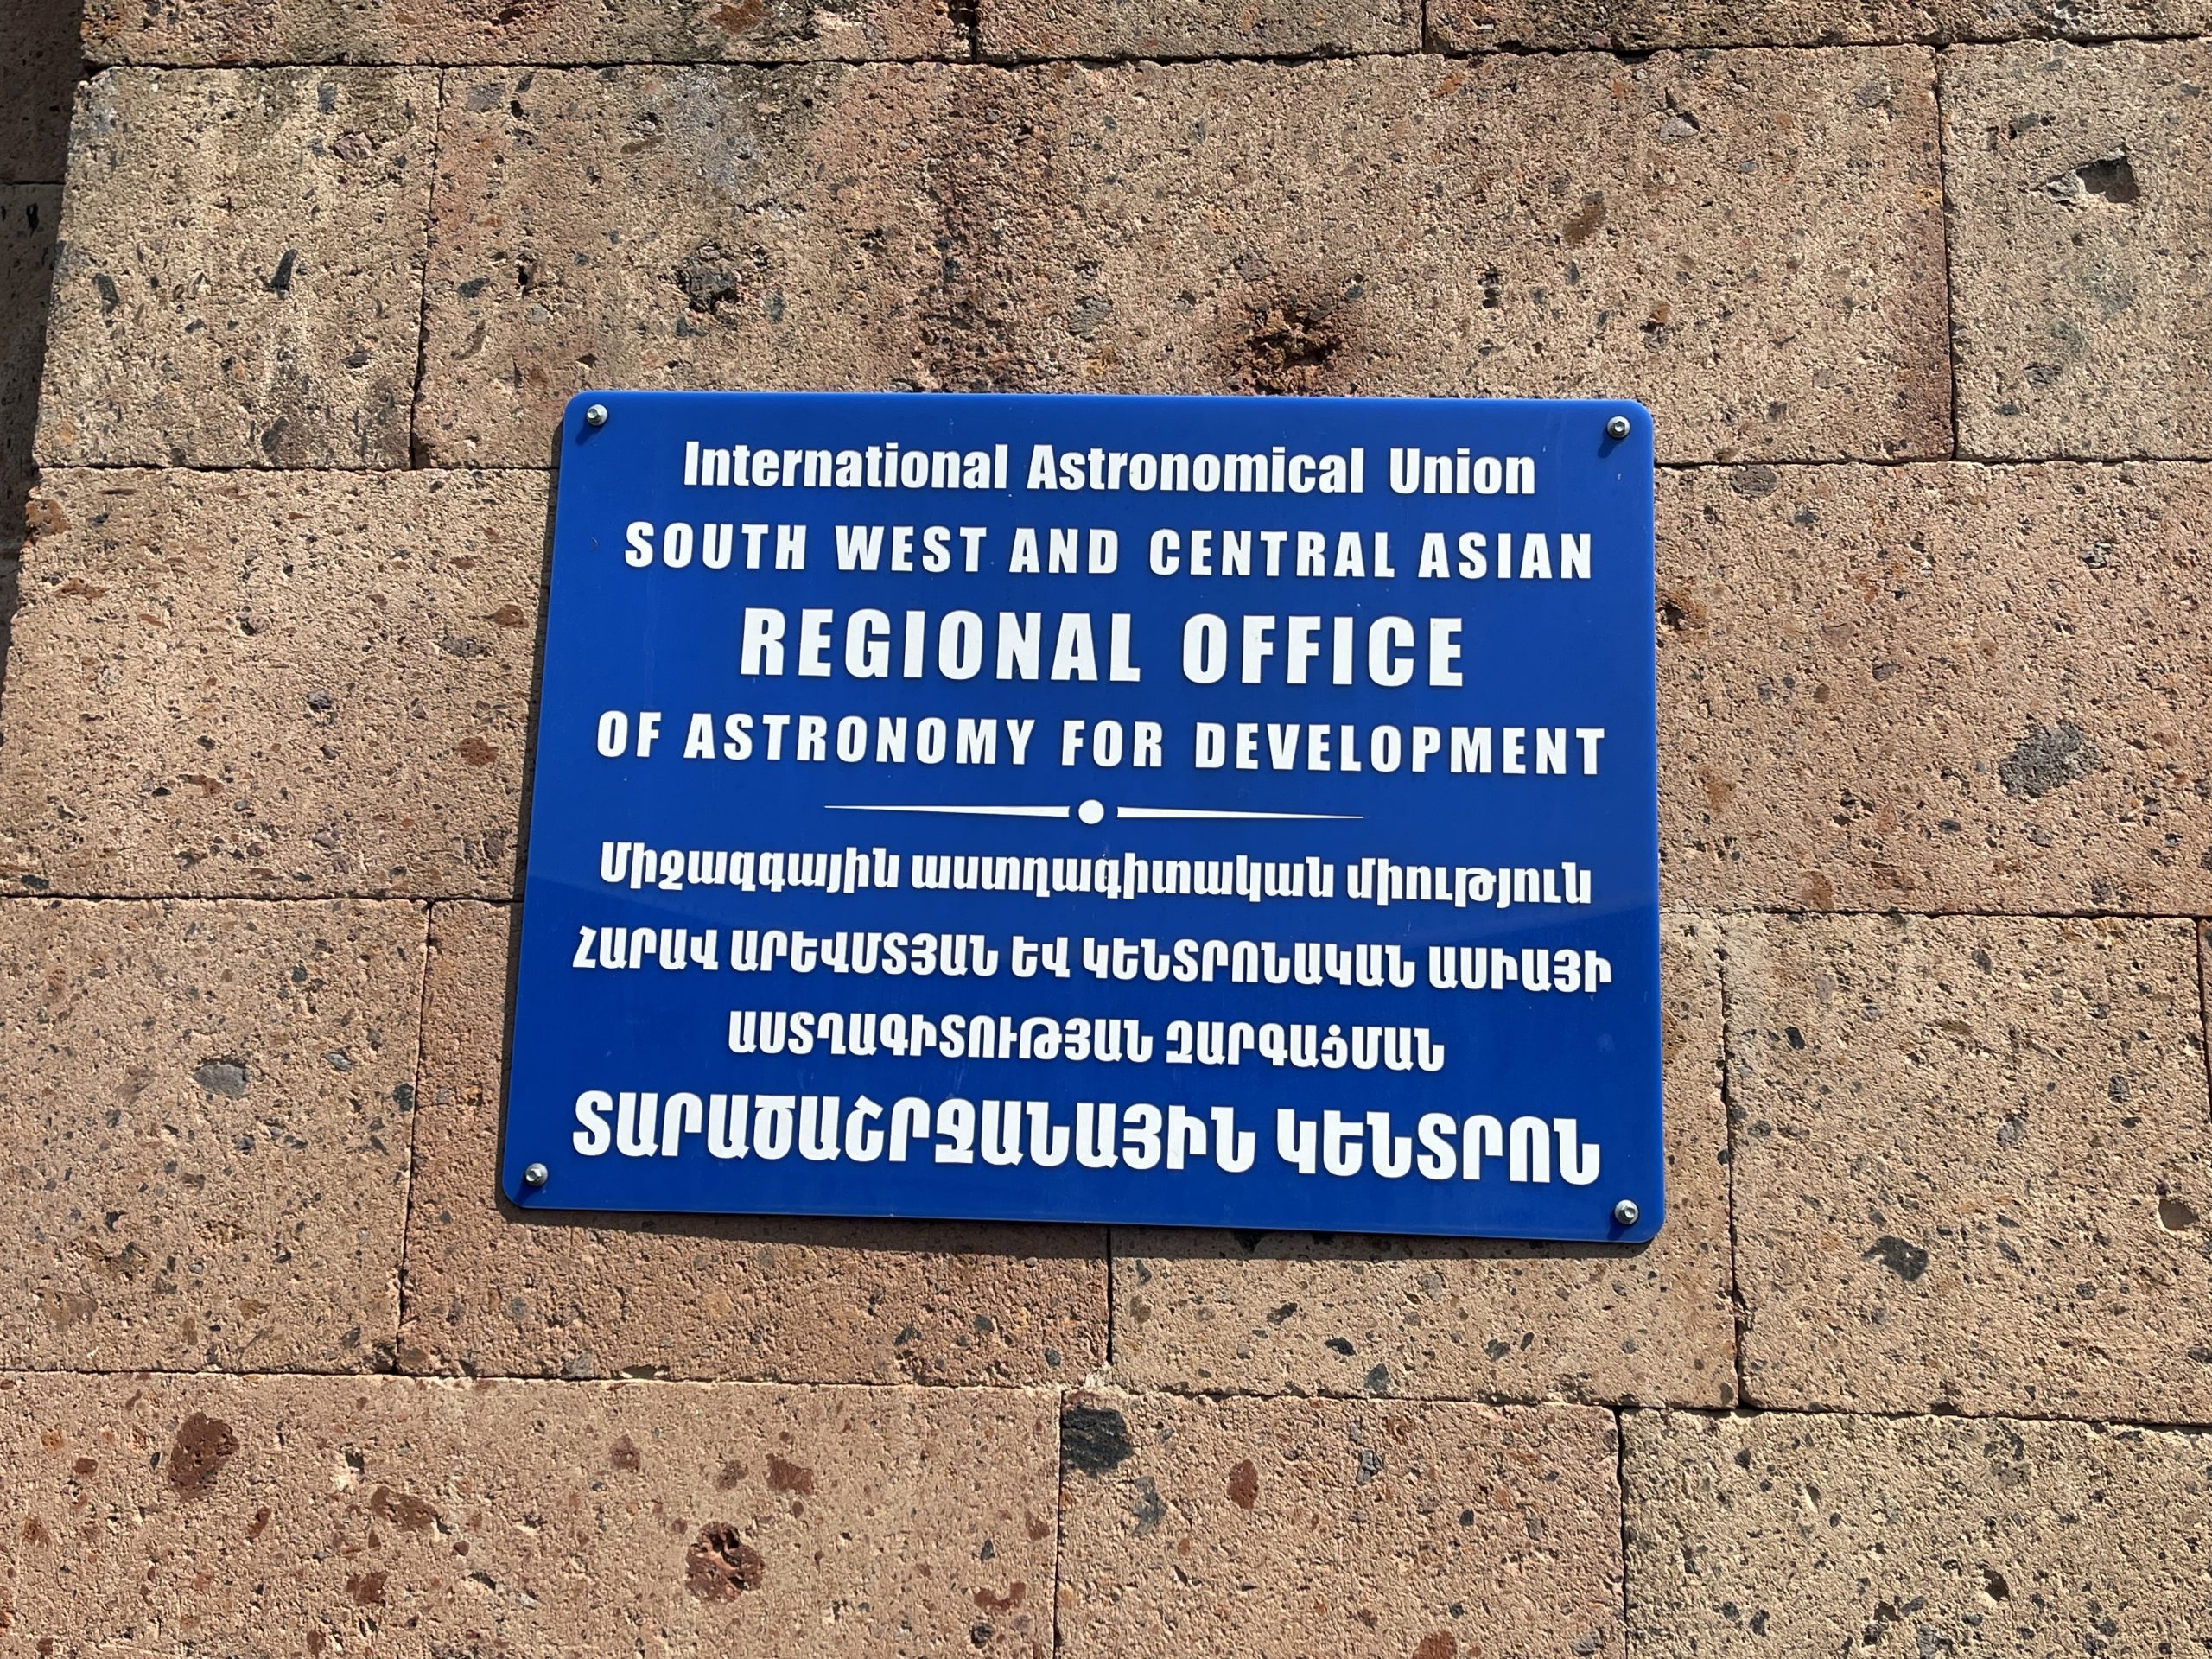 International Astronomical Union
SOUTH WEST AND CENTRAL ASIAN
REGIONAL OFFICE
OF ASTRONOMY FOR DEVELOPMENT
Միջազգային աստղագիտական միություն
ՀԱՐԱՎ ԱՐԵՎՄՏՅԱՆ ԵՎ ԿԵՆՏՐՈՆԱԿԱՆ ԱՍԻԱՅԻ
ԱՍՏՂԱԳԻՏՈՒԹՅԱՆ ԶԱՐԳԱՑՄԱՆ
ՏԱՐԱԾԱՇՐՋԱՆԱՅԻՆ ԿԵՆՏՐՈՆ